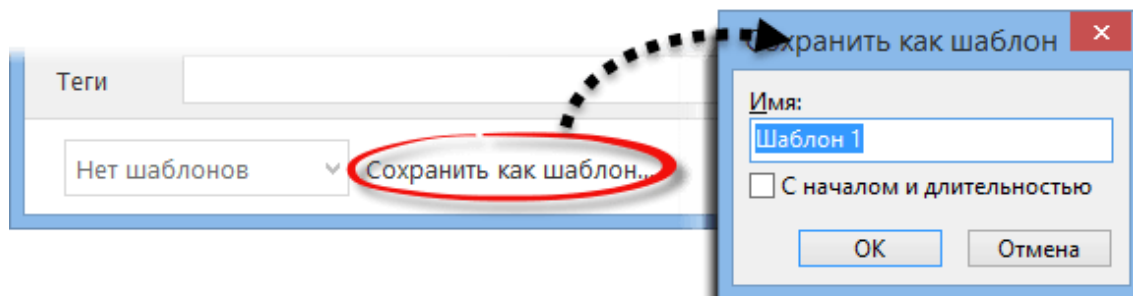 Теги
Нет шаблонов
Сохранить как шаблон...
Сохранить как шаблон
Имя:
Шаблон 1
С началом и длительностью
ОК
Отмена